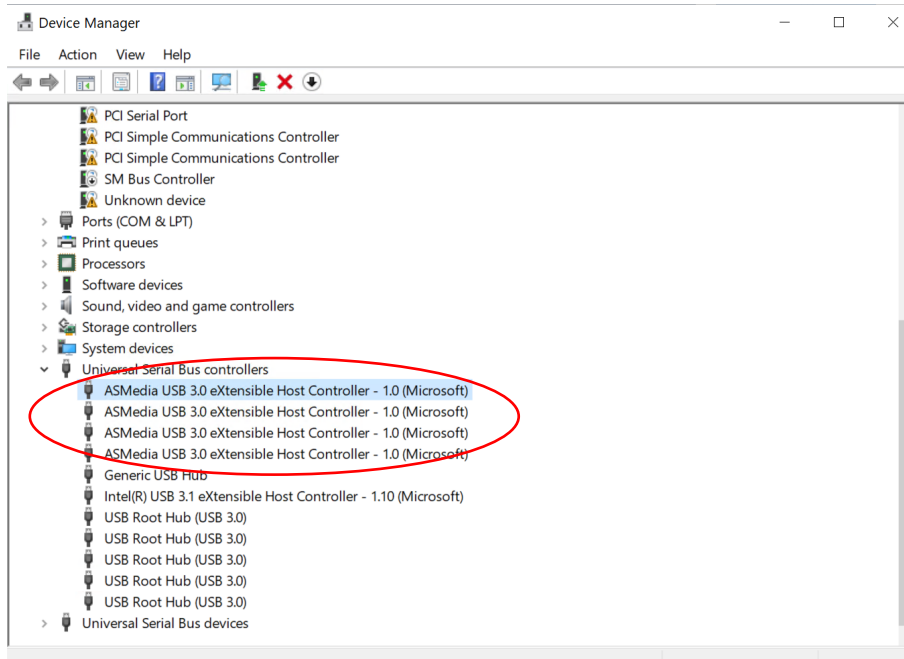 Device Manager
File Action View Help
PCI Serial Port
PCI Simple Communications Controller
PCI Simple Communications Controller
SM Bus Controller
Unknown device
Ports (COM & LPT)
Print queues
Processors
Software devices
Sound, video and game controllers
Storage controllers
System devices
Universal Serial Bus controllers
ASMedia USB 3.0 eXtensible Host Controller - 1.0 (Microsoft)
ASMedia USB 3.0 eXtensible Host Controller - 1.0 (Microsoft)
ASMedia USB 3.0 eXtensible Host Controller - 1.0 (Microsoft)
ASMedia USB 3.0 eXtensible Host Controller - 1.0 (Microsoft)
Generic USB Hub
Intel(R) USB 3.1 eXtensible Host Controller - 1.10 (Microsoft)
USB Root Hub (USB 3.0)
USB Root Hub (USB 3.0)
USB Root Hub (USB 3.0)
USB Root Hub (USB 3.0)
USB Root Hub (USB 3.0)
Universal Serial Bus devices